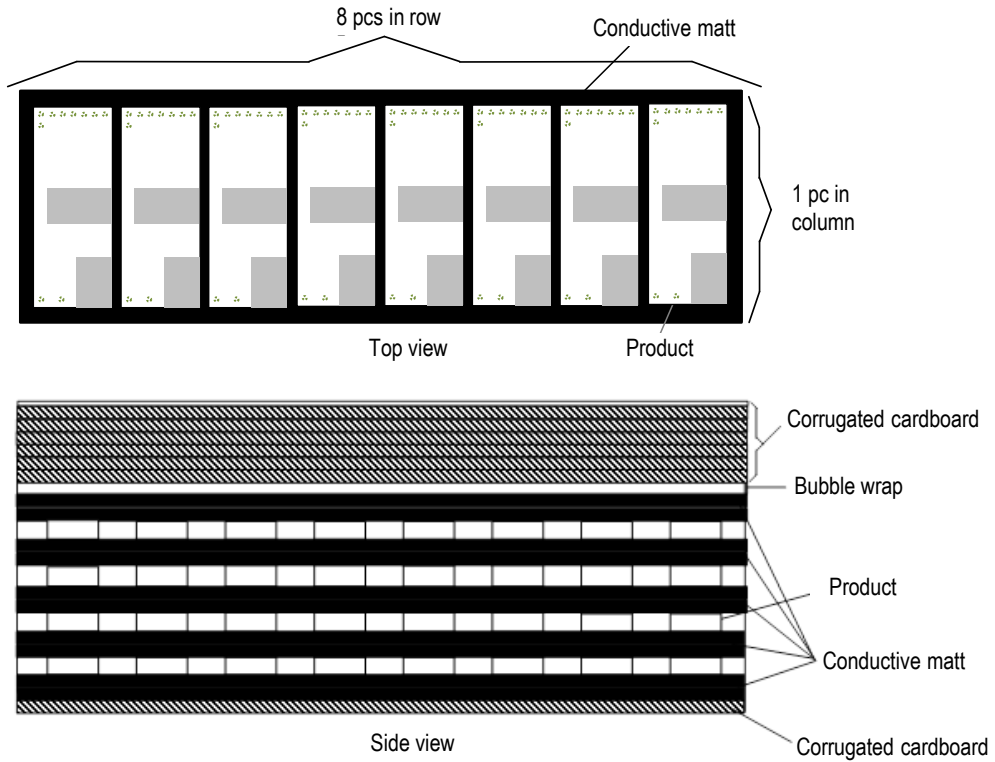 8 pcs in row
Conductive matt
1 pc in
column
Top view
Product
Corrugated cardboard
Bubble wrap
Product
Conductive matt
Side view
Corrugated cardboard